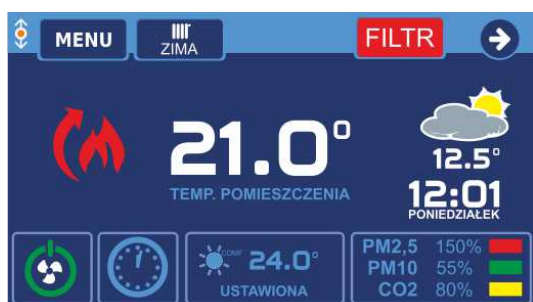 MENU
ZIMA
FILTR
21.0°
TEMP. POMIESZCZENIA
12.5°
12:01
PONIEDZIAŁEK
COMF 24.0°
USTAWIONA
PM2,5 150%
PM10 55%
CO2 80%